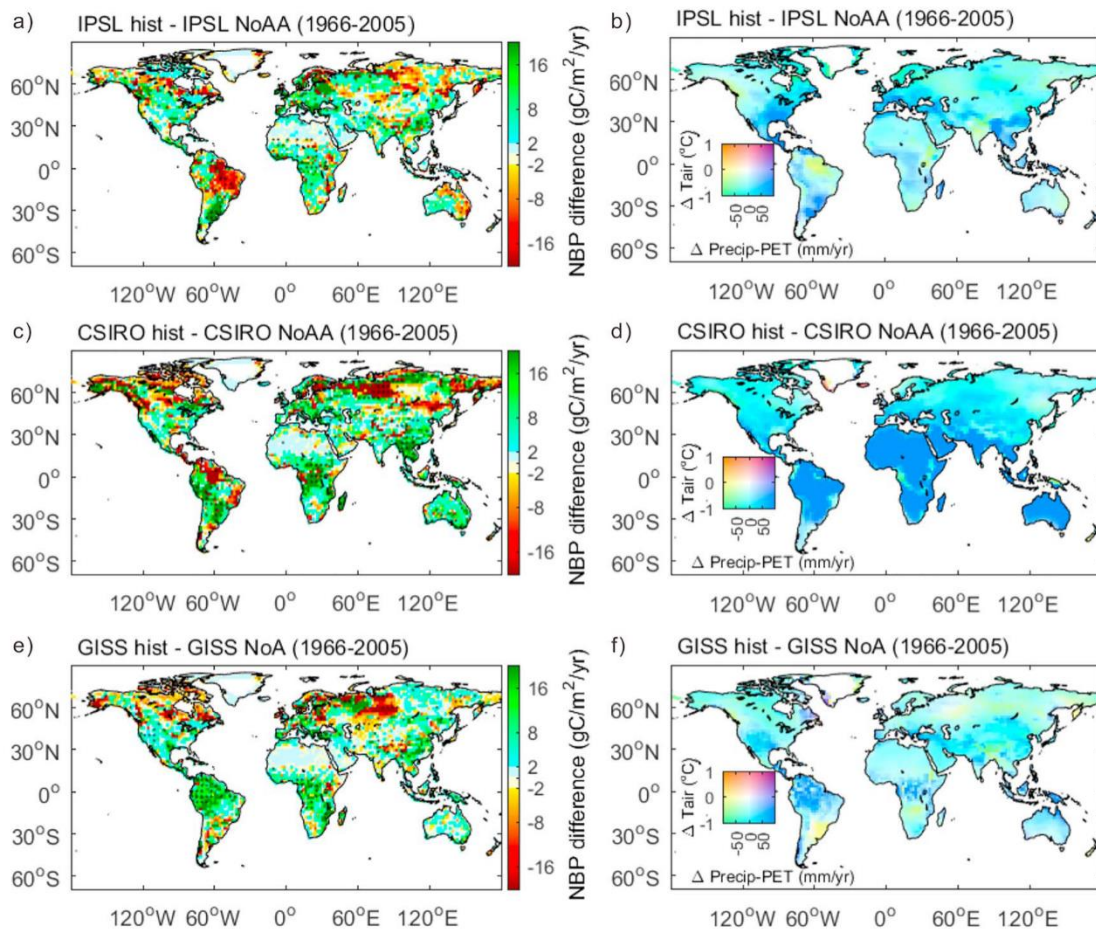 a) IPSL hist - IPSL NoAA (1966-2005)
60°N
30°N
0°
30°S
60°S
120°W 60°W 0° 60°E 120°E
16
8
2
-2
-8
-16
NBP difference (gC/m²/yr)
b) IPSL hist - IPSL NoAA (1966-2005)
60°N
30°N
0°
30°S
60°S
Δ Tair (°C)
1
0
-1
-50 0 50
Δ Precip-PET (mm/yr)
120°W 60°W 0° 60°E 120°E
c) CSIRO hist - CSIRO NoAA (1966-2005)
60°N
30°N
0°
30°S
60°S
120°W 60°W 0° 60°E 120°E
16
8
2
-2
-8
-16
NBP difference (gC/m²/yr)
d) CSIRO hist - CSIRO NoAA (1966-2005)
60°N
30°N
0°
30°S
60°S
Δ Tair (°C)
1
0
-1
-50 0 50
Δ Precip-PET (mm/yr)
120°W 60°W 0° 60°E 120°E
e) GISS hist - GISS NoA (1966-2005)
60°N
30°N
0°
30°S
60°S
120°W 60°W 0° 60°E 120°E
16
8
2
-2
-8
-16
NBP difference (gC/m²/yr)
f) GISS hist - GISS NoA (1966-2005)
60°N
30°N
0°
30°S
60°S
Δ Tair (°C)
1
0
-1
-50 0 50
Δ Precip-PET (mm/yr)
120°W 60°W 0° 60°E 120°E